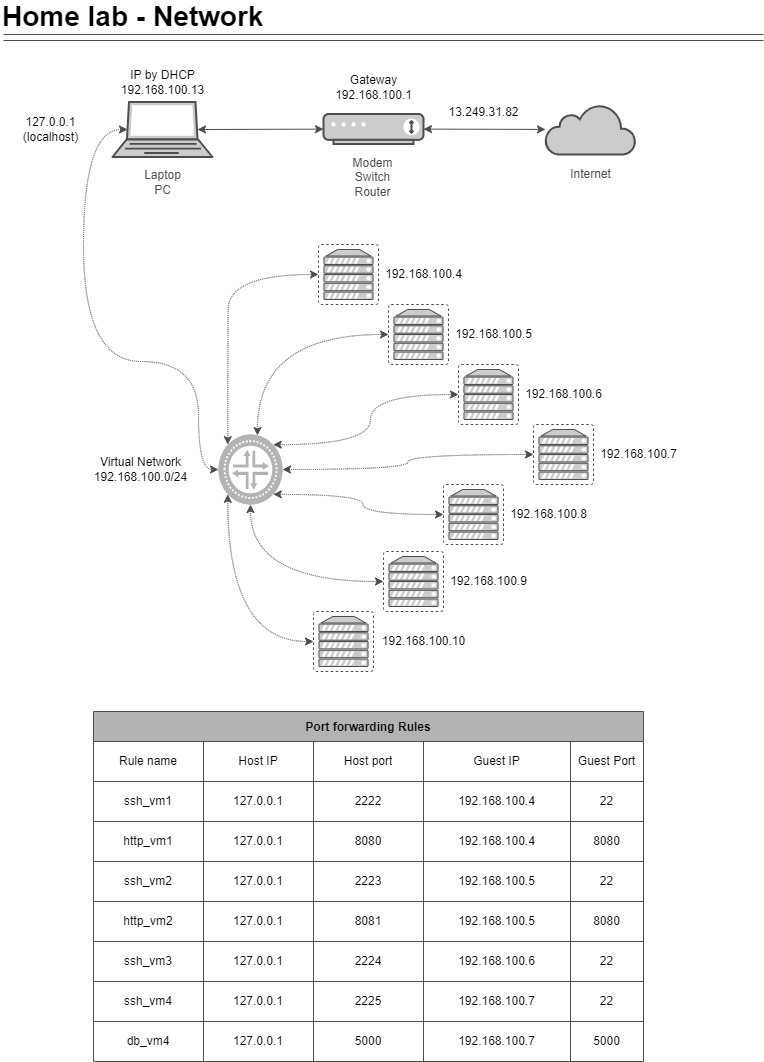 Home lab - Network
IP by DHCP
192.168.100.13
Gateway
192.168.100.1
127.0.0.1
(localhost)
13.249.31.82
Laptop
PC
Modem
Switch
Router
Internet
192.168.100.4
192.168.100.5
192.168.100.6
192.168.100.7
Virtual Network
192.168.100.0/24
192.168.100.8
192.168.100.9
192.168.100.10
Port forwarding Rules
Rule name Host IP Host port Guest IP Guest Port
ssh_vm1 127.0.0.1 2222 192.168.100.4 22
http_vm1 127.0.0.1 8080 192.168.100.4 8080
ssh_vm2 127.0.0.1 2223 192.168.100.5 22
http_vm2 127.0.0.1 8081 192.168.100.5 8080
ssh_vm3 127.0.0.1 2224 192.168.100.6 22
ssh_vm4 127.0.0.1 2225 192.168.100.7 22
db_vm4 127.0.0.1 5000 192.168.100.7 5000